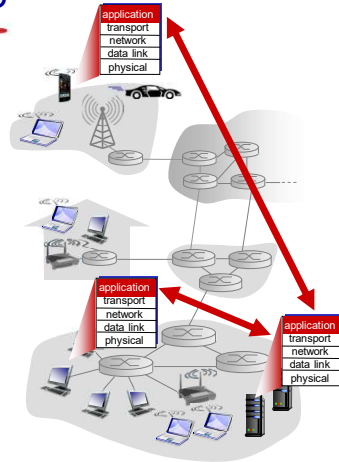 application
transport
network
data link
physical
application
transport
network
data link
physical
application
transport
network
data link
physical